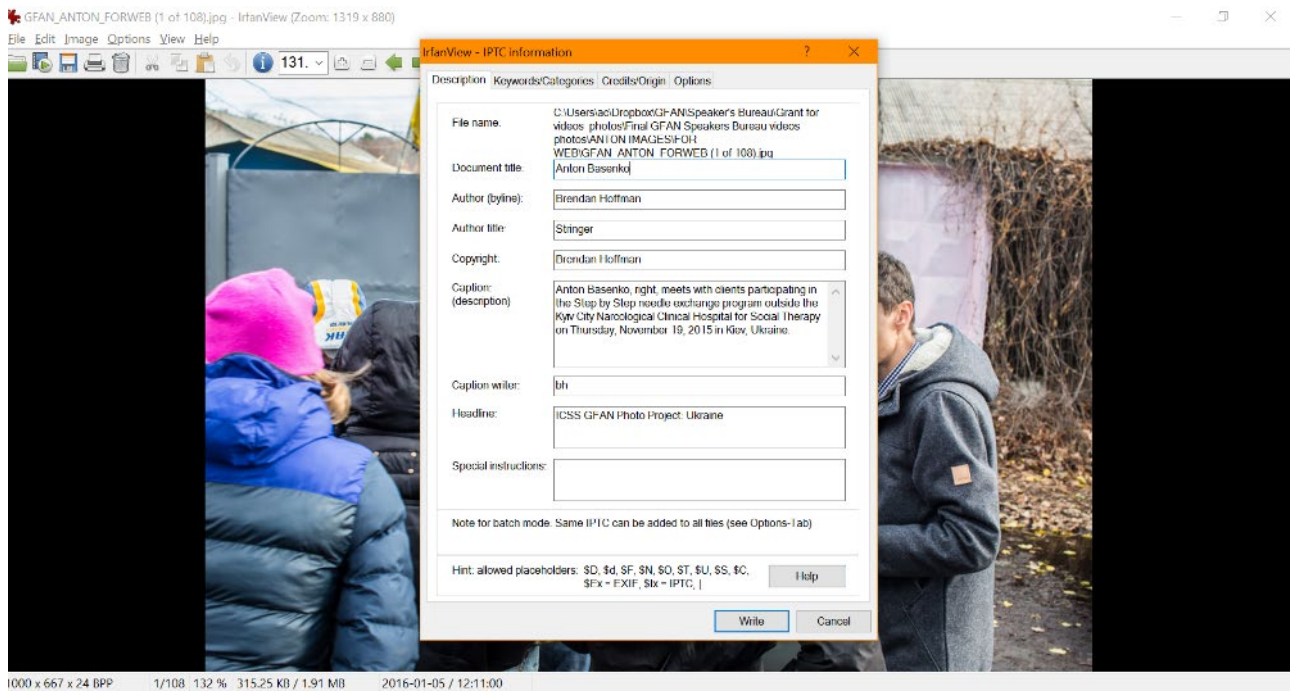 GFAN_ANTON_FORWEB (1 of 108).jpg - IrfanView (Zoom: 1319 x 880)
File Edit Image Options View Help
131.
IrfanView - IPTC information
Description Keywords/Categories Credits/Origin Options
File name.
C:\Users\ac\Dropbox\GFAN\Speaker's Bureau\Grant for
videos photos\Final GFAN Speakers Bureau videos
photos\ANTON IMAGES\FOR
WEB\GFAN_ANTON_FORWEB (1 of 108).jpg
Document title: Anton Basenko
Author (byline): Brendan Hoffman
Author title: Stringer
Copyright: Brendan Hoffman
Caption:
(description)
Anton Basenko, right, meets with clients participating in
the Step by Step needle exchange program outside the
Kyiv City Narcological Clinical Hospital for Social Therapy
on Thursday, November 19, 2015 in Kiev, Ukraine.
Caption writer: bh
Headline: ICSS GFAN Photo Project: Ukraine
Special instructions:
Note for batch mode. Same IPTC can be added to all files (see Options-Tab)
Hint: allowed placeholders: $D, $d, $F, $N, $O, $T, $U, $S, $C,
$Ex = EXIF, $Ix = IPTC, |
Help
Write Cancel
1000 x 667 x 24 BPP 1/108 132 % 315.25 KB / 1.91 MB 2016-01-05 / 12:11:00